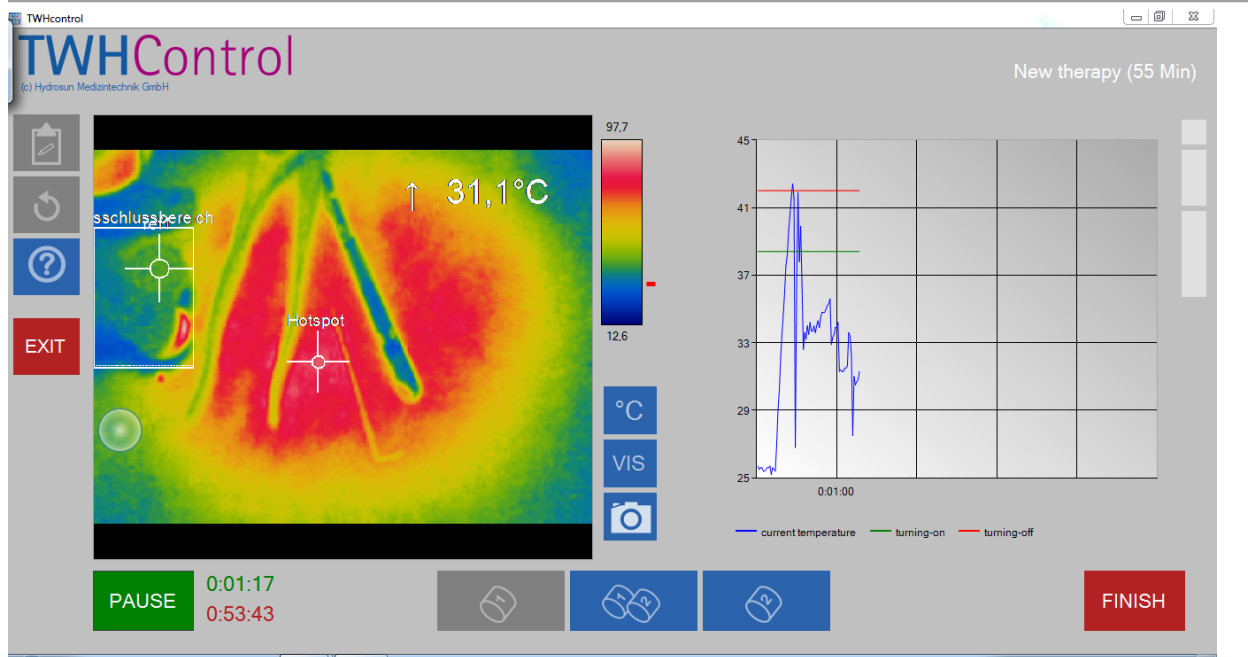 TWHcontrol
TWHControl
(c) Hydrosun Medizintechnik GmbH
New therapy (55 Min)
97,7
31,1°C
sschlussbere ch
Hotspot
12,6
EXIT
°C
VIS
45
41
37
33
29
25
0:01:00
current temperature
turning-on
turning-off
PAUSE
0:01:17
0:53:43
1
1 2
2
FINISH